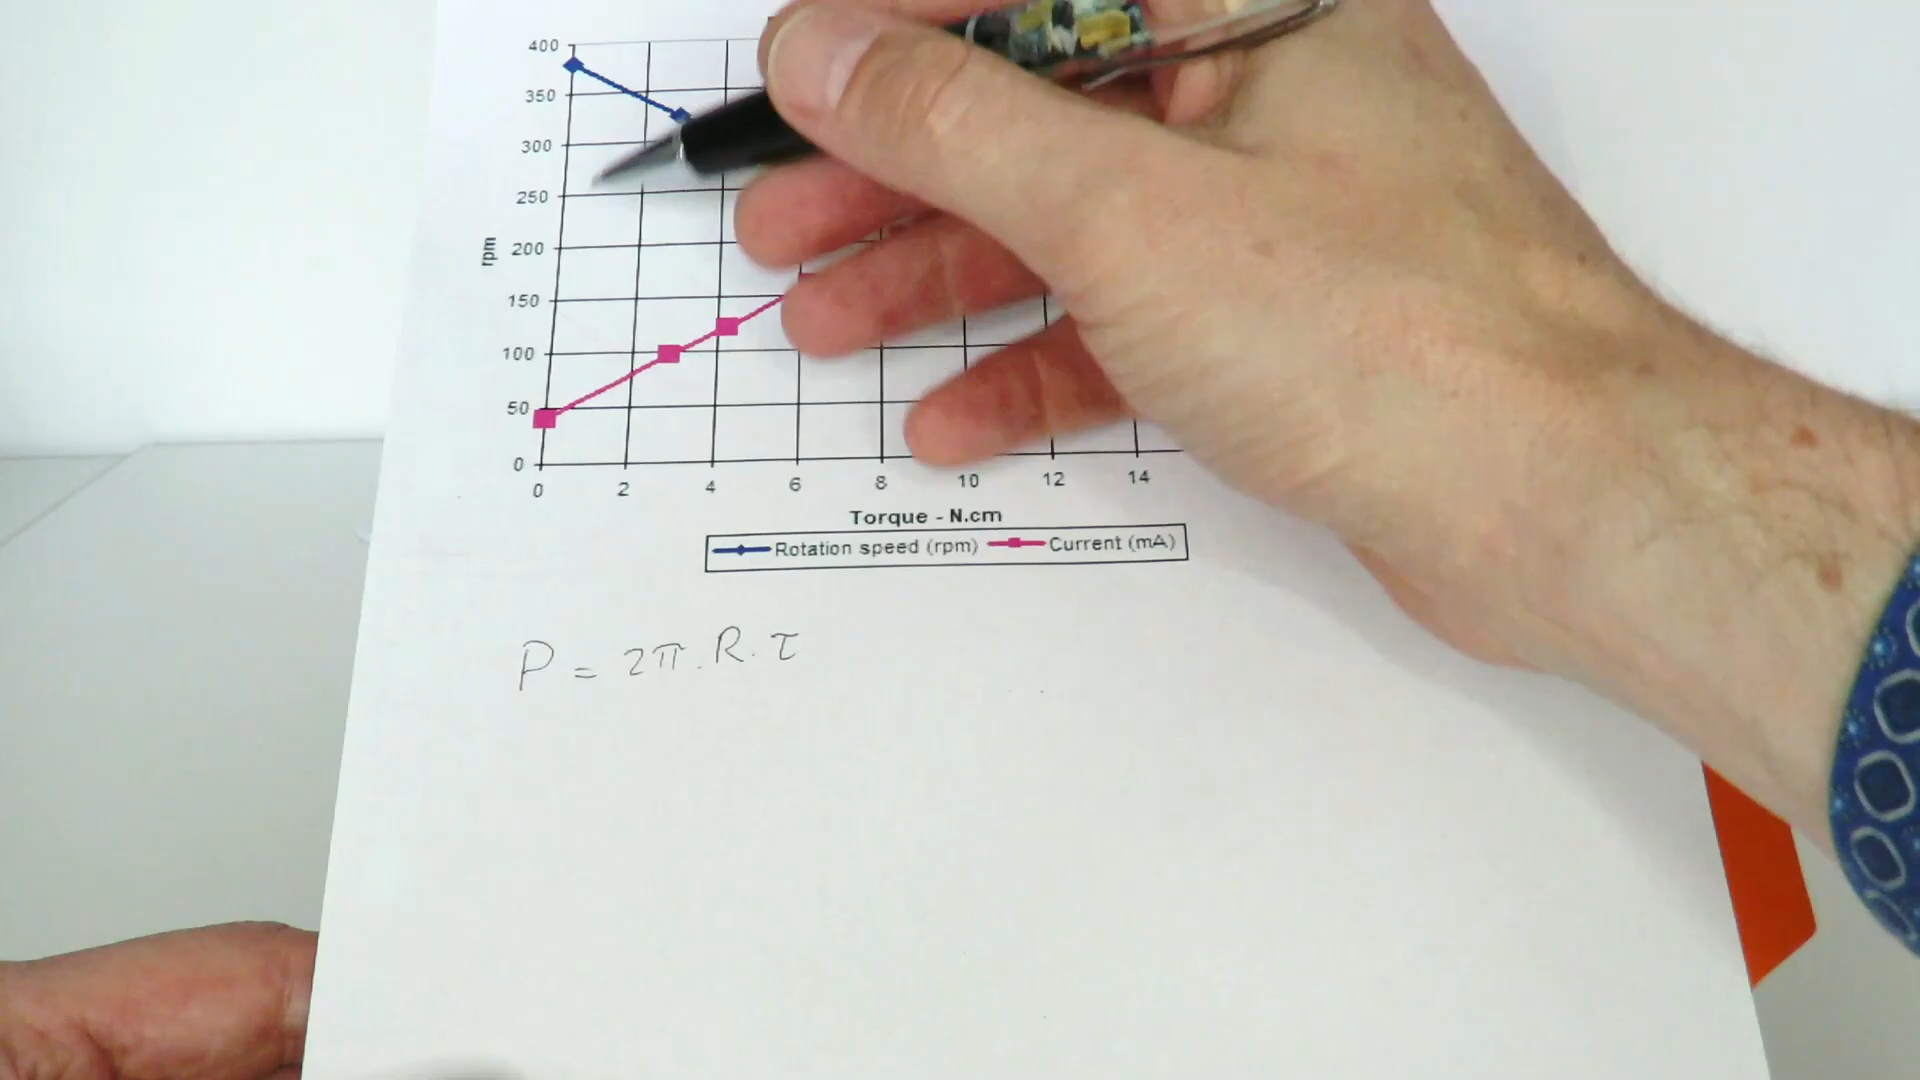 400
350
300
250
200
150
100
50
0
rpm
0 2 4 6 8 10 12 14
Torque - N.cm
Rotation speed (rpm) Current (mA)
P = 2π.R.τ